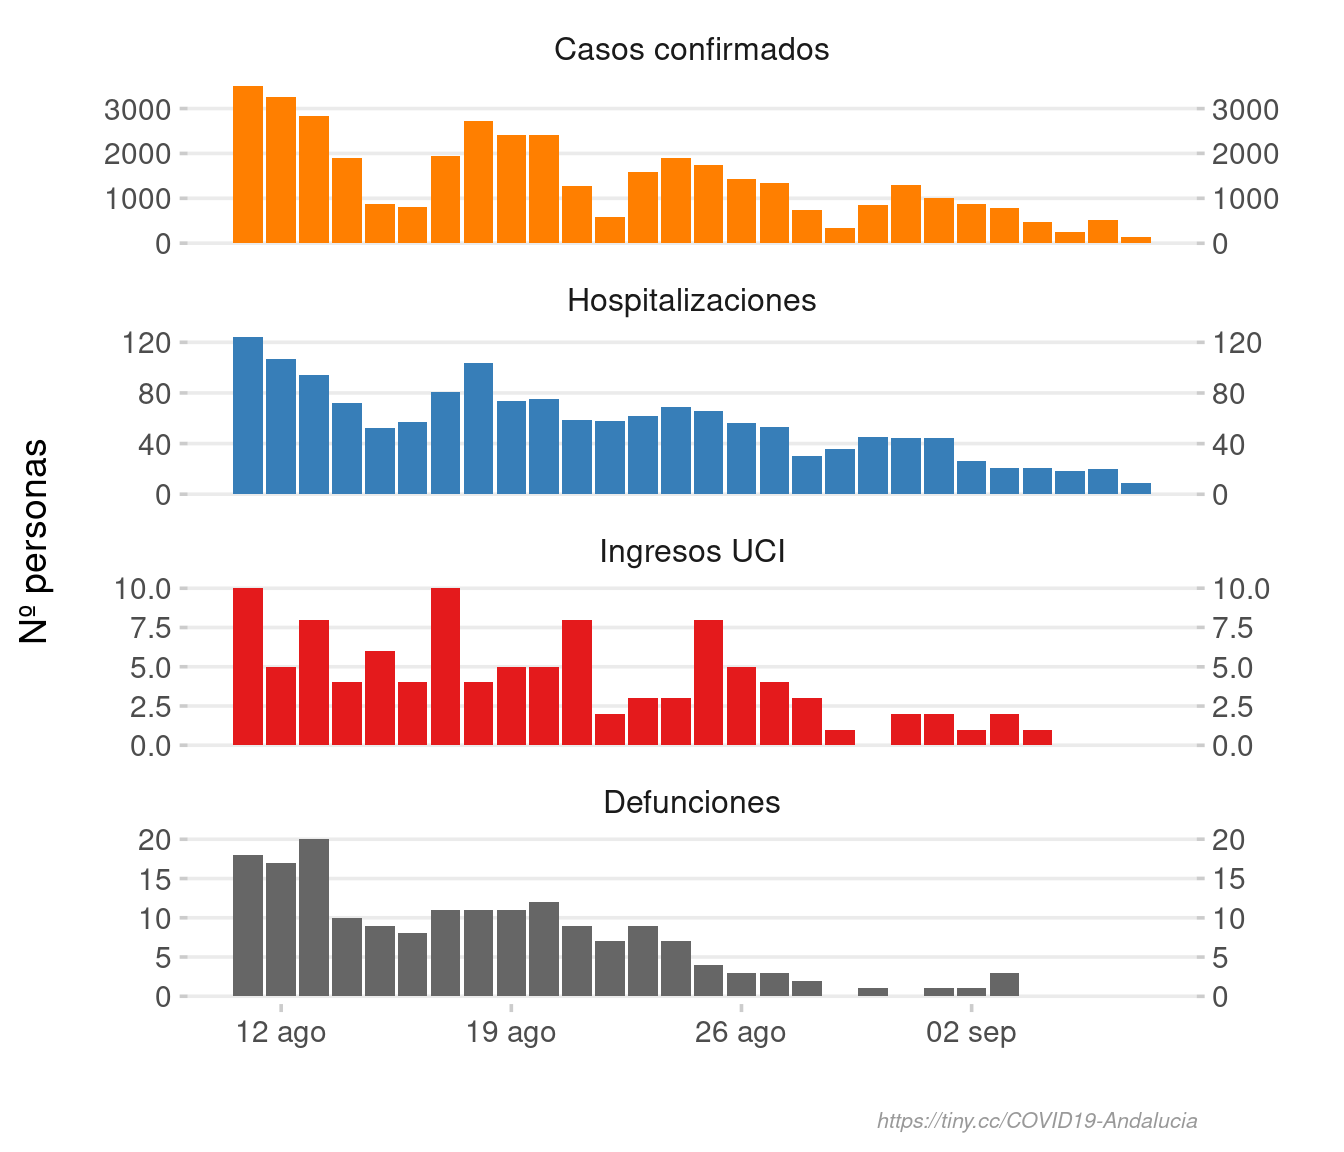 Casos confirmados
3000 3000
2000 2000
1000 1000
0 0
Hospitalizaciones
120 120
80 80
40 40
0 0
Nº personas
Ingresos UCI
10.0 10.0
7.5 7.5
5.0 5.0
2.5 2.5
0.0 0.0
Defunciones
20 20
15 15
10 10
5 5
0 0
12 ago 19 ago 26 ago 02 sep
https://tiny.cc/COVID19-Andalucia